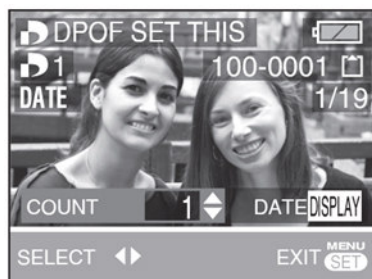 DPOF SET THIS
1 100-0001
DATE 1/19
COUNT 1 DATE DISPLAY
SELECT EXIT MENU SET